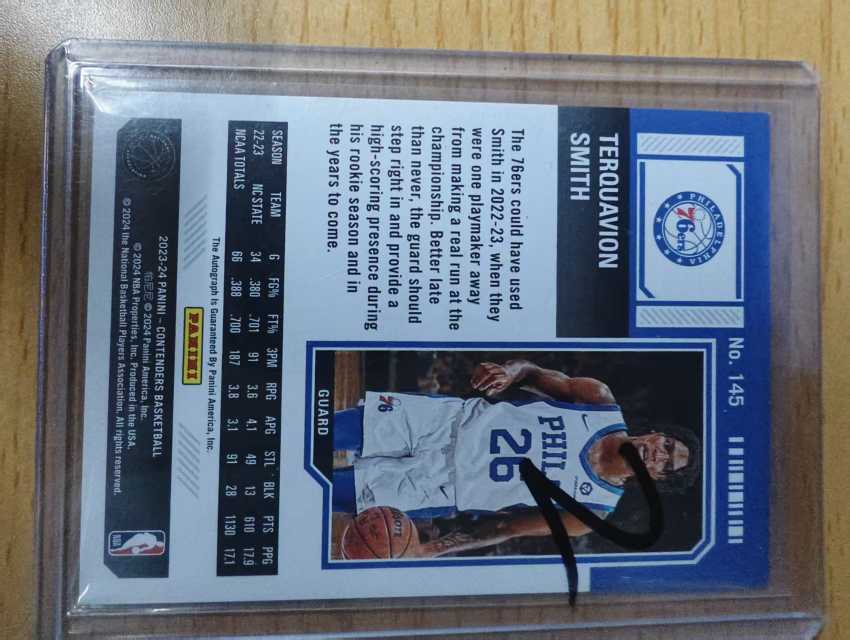 PHILADELPHIA
76ERS
No. 145
TERQUAVION
SMITH
The 76ers could have used
Smith in 2022-23, when they
were one playmaker away
from making a real run at the
championship. Better late
than never, the guard should
step right in and provide a
high-scoring presence during
his rookie season and in
the years to come.
PHIL
26
76
GUARD
SEASON TEAM G FG% FT% 3PM RPG APG STL BLK PTS PPG
22-23 NC STATE 34 .380 .701 91 3.6 4.1 49 13 610 17.9
NCAA TOTALS 66 .388 .700 187 3.8 3.1 91 28 1130 17.1
The Autograph Is Guaranteed By Panini America, Inc.
PANINI
2023-24 PANINI – CONTENDERS BASKETBALL
帕尼尼 © 2024 Panini America, Inc.
© 2024 NBA Properties, Inc. Produced in the USA.
© 2024 the National Basketball Players Association. All rights reserved.
NBA